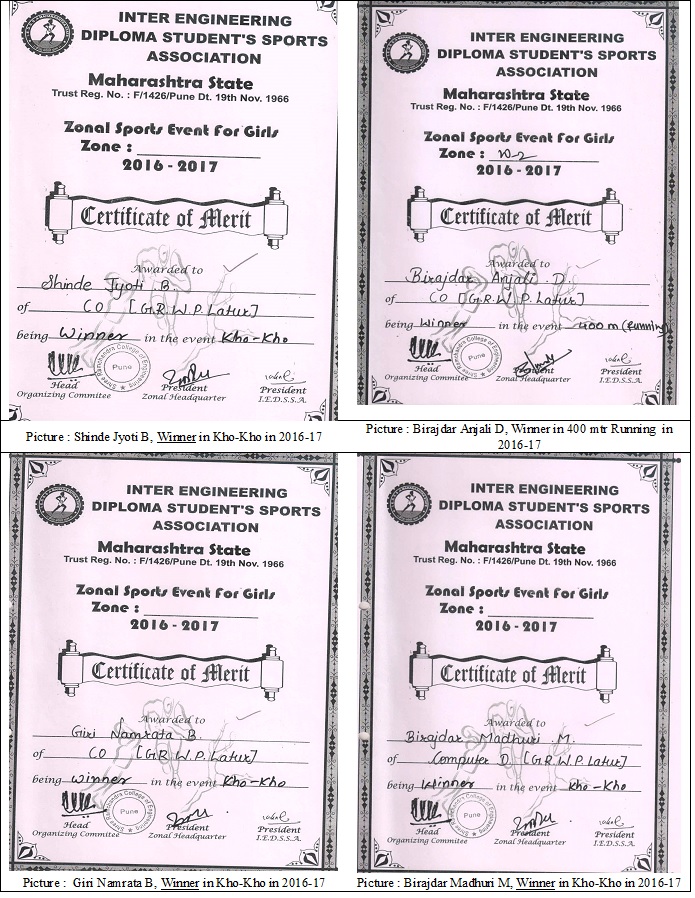 INTER ENGINEERING
DIPLOMA STUDENT'S SPORTS
ASSOCIATION
Maharashtra State
Trust Reg. No. : F/1426/Pune Dt. 19th Nov. 1966
Zonal Sports Event For Girls
Zone :
2016 - 2017
Certificate of Merit
Awarded to
Shinde Jyoti B.
of CO [G.R.W.P. Latur]
being Winner in the event Kho-Kho
Pune
Head
Organizing Commitee
President
Zonal Headquarter
President
I.E.D.S.S.A.
Picture : Shinde Jyoti B, Winner in Kho-Kho in 2016-17
INTER ENGINEERING
DIPLOMA STUDENT'S SPORTS
ASSOCIATION
Maharashtra State
Trust Reg. No. : F/1426/Pune Dt. 19th Nov. 1966
Zonal Sports Event For Girls
Zone :
2016 - 2017
Certificate of Merit
Awarded to
Birajdar Anjali D.
of CO [G.R.W.P Latur]
being Winner in the event 400 m (running)
Pune
Head
Organizing Commitee
President
Zonal Headquarter
President
I.E.D.S.S.A.
Picture : Birajdar Anjali D, Winner in 400 mtr Running in
2016-17
INTER ENGINEERING
DIPLOMA STUDENT'S SPORTS
ASSOCIATION
Maharashtra State
Trust Reg. No. : F/1426/Pune Dt. 19th Nov. 1966
Zonal Sports Event For Girls
Zone :
2016 - 2017
Certificate of Merit
Awarded to
Giri Namrata B.
of CO [G.R.W.P. Latur]
being Winner in the event Kho-Kho
Pune
Head
Organizing Commitee
President
Zonal Headquarter
President
I.E.D.S.S.A.
Picture : Giri Namrata B, Winner in Kho-Kho in 2016-17
INTER ENGINEERING
DIPLOMA STUDENT'S SPORTS
ASSOCIATION
Maharashtra State
Trust Reg. No. : F/1426/Pune Dt. 19th Nov. 1966
Zonal Sports Event For Girls
Zone :
2016 - 2017
Certificate of Merit
Awarded to
Birajdar Madhuri .M.
of Computer D. [G.R.W.P. Latur]
being Winner in the event Kho-Kho
Pune
Head
Organizing Commitee
President
Zonal Headquarter
President
I.E.D.S.S.A.
Picture : Birajdar Madhuri M, Winner in Kho-Kho in 2016-17